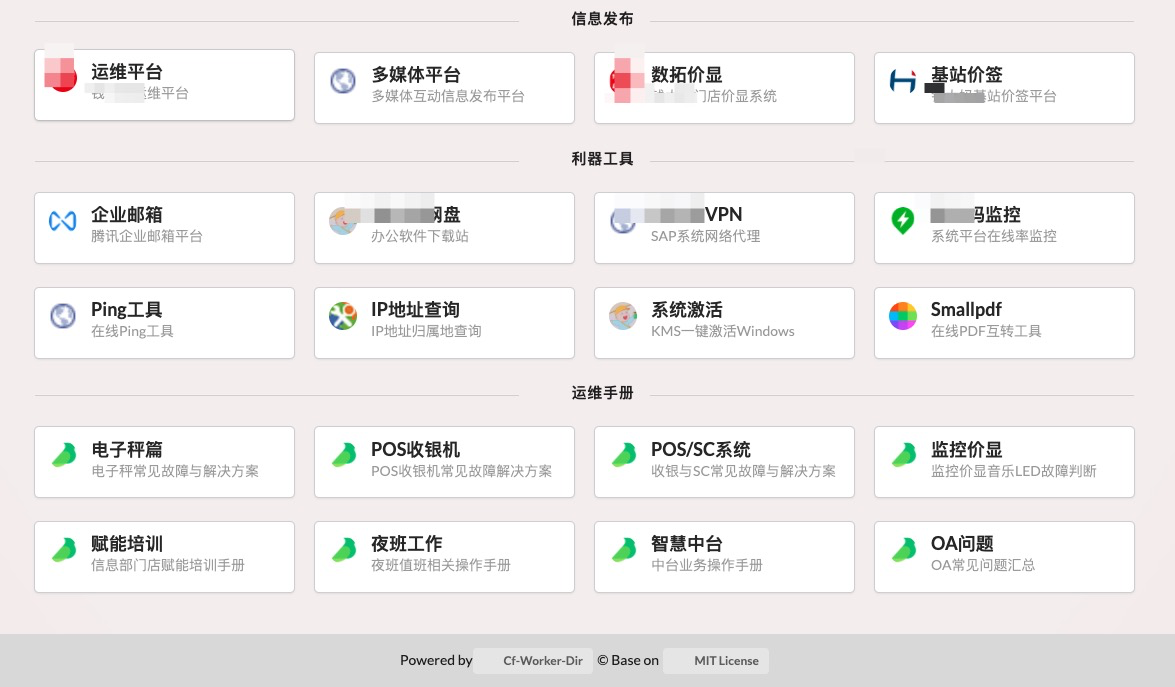 信息发布
运维平台
维平台
多媒体平台
多媒体互动信息发布平台
数拓价显
门店价显系统
基站价签
基站价签平台
利器工具
企业邮箱
腾讯企业邮箱平台
网盘
办公软件下载站
VPN
SAP系统网络代理
码监控
系统平台在线率监控
Ping工具
在线Ping工具
IP地址查询
IP地址归属地查询
系统激活
KMS一键激活Windows
Smallpdf
在线PDF互转工具
运维手册
电子秤篇
电子秤常见故障与解决方案
POS收银机
POS收银机常见故障解决方案
POS/SC系统
收银与SC常见故障与解决方案
监控价显
监控价显音乐LED故障判断
赋能培训
信息部门店赋能培训手册
夜班工作
夜班值班相关操作手册
智慧中台
中台业务操作手册
OA问题
OA常见问题汇总
Powered by Cf-Worker-Dir © Base on MIT License